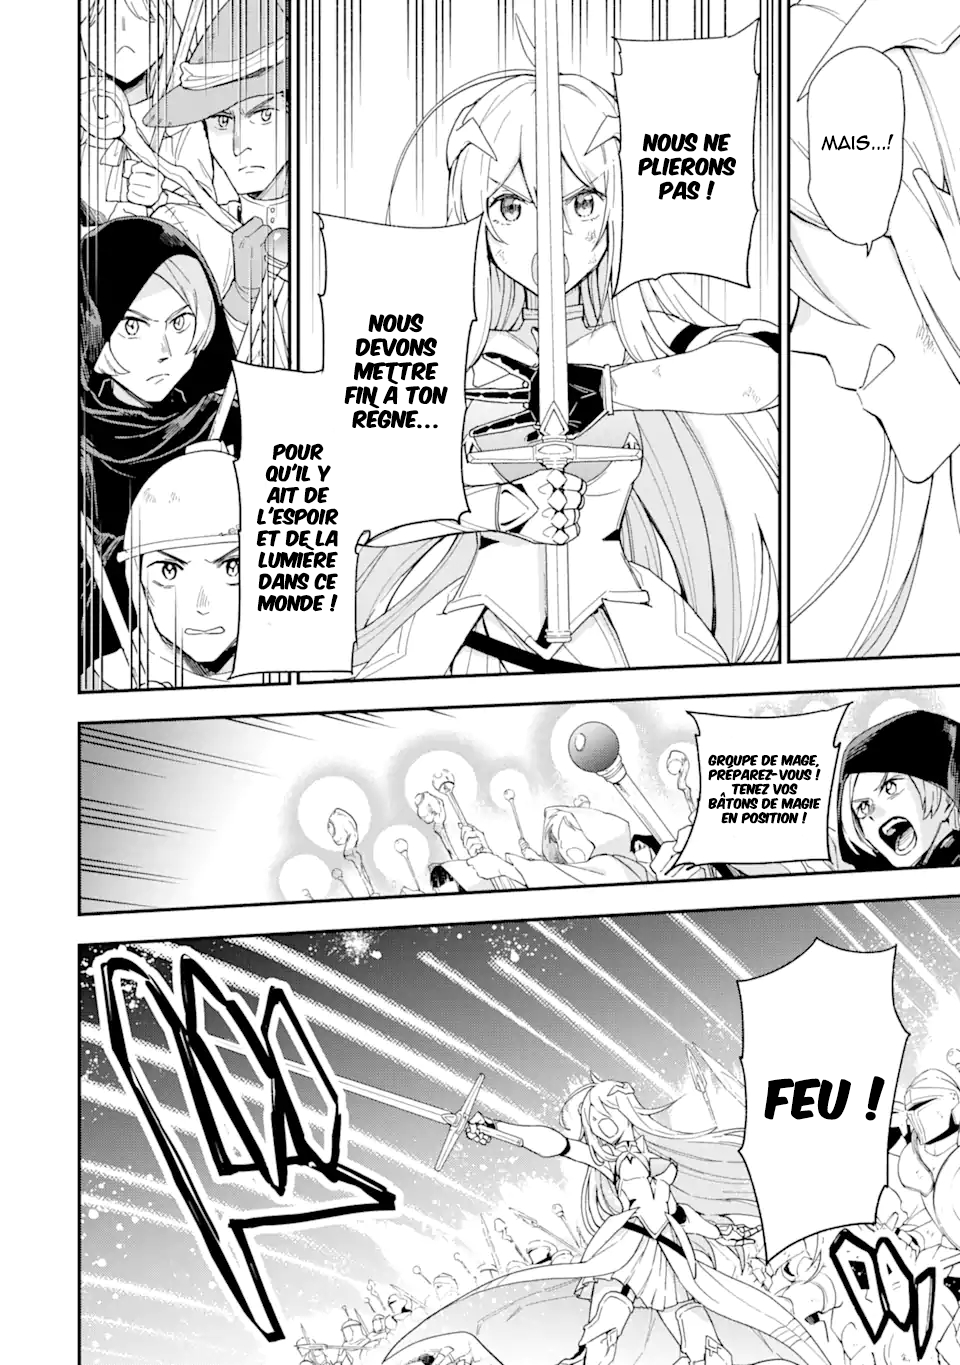 MAIS...!
NOUS NE
PLIERONS
PAS !
NOUS
DEVONS
METTRE
FIN À TON
RÈGNE...
POUR
QU'IL Y
AIT DE
L'ESPOIR
ET DE LA
LUMIÈRE
DANS CE
MONDE !
GROUPE DE MAGE,
PRÉPAREZ-VOUS !
TENEZ VOS
BÂTONS DE MAGIE
EN POSITION !
FEU !